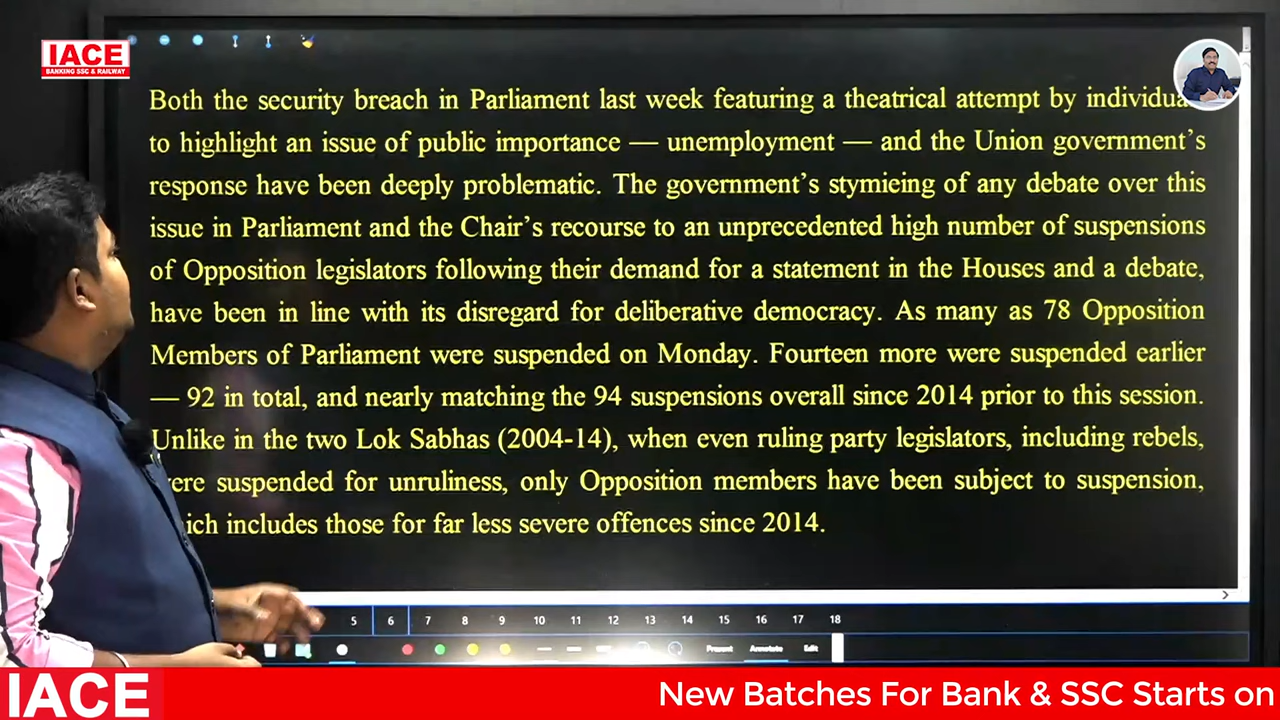 IACE
BANKING SSC & RAILWAY
Both the security breach in Parliament last week featuring a theatrical attempt by
to highlight an issue of public importance — unemployment — and the Union government's
response have been deeply problematic. The government's stymieing of any debate over this
issue in Parliament and the Chair's recourse to an unprecedented high number of suspensions
of Opposition legislators following their demand for a statement in the Houses and a debate,
have been in line with its disregard for deliberative democracy. As many as 78 Opposition
Members of Parliament were suspended on Monday. Fourteen more were suspended earlier
— 92 in total, and nearly matching the 94 suspensions overall since 2014 prior to this session.
Unlike in the two Lok Sabhas (2004-14), when even ruling party legislators, including rebels,
were suspended for unruliness, only Opposition members have been subject to suspension,
which includes those for far less severe offences since 2014.
5 6 7 8 9 10 11 12 13 14 15 16 17 18
Present Annotate Edit
IACE New Batches For Bank & SSC Starts on